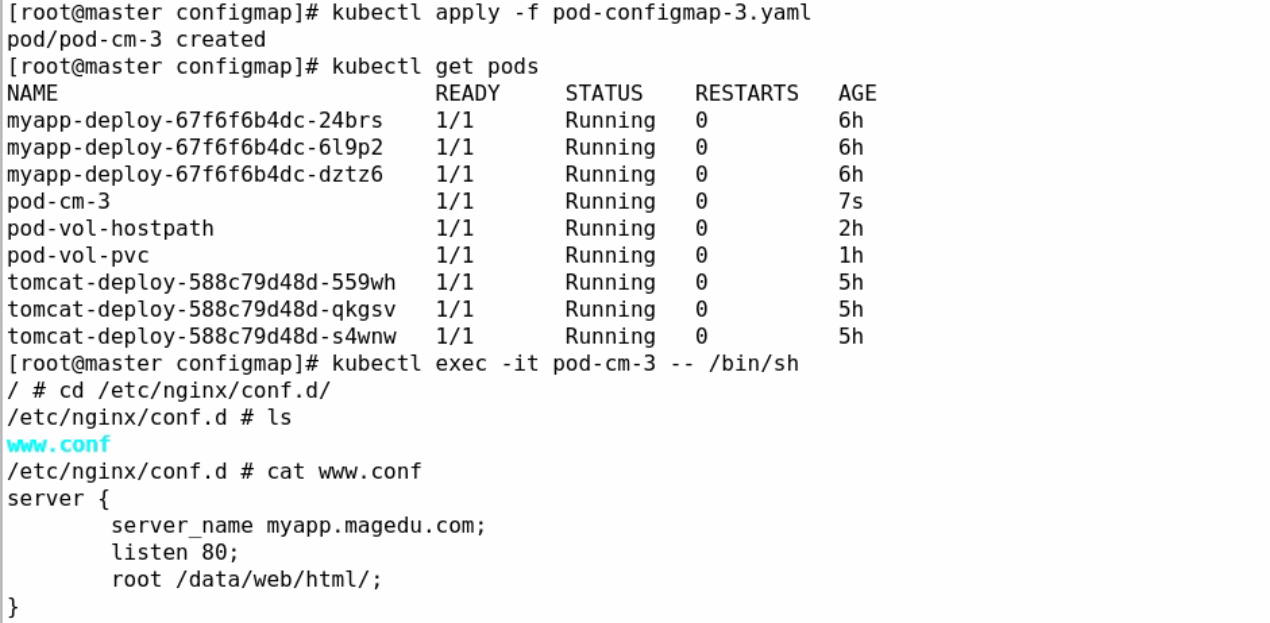 [root@master configmap]# kubectl apply -f pod-configmap-3.yaml
pod/pod-cm-3 created
[root@master configmap]# kubectl get pods
NAME                             READY     STATUS    RESTARTS   AGE
myapp-deploy-67f6f6b4dc-24brs    1/1       Running   0          6h
myapp-deploy-67f6f6b4dc-6l9p2    1/1       Running   0          6h
myapp-deploy-67f6f6b4dc-dztz6    1/1       Running   0          6h
pod-cm-3                         1/1       Running   0          7s
pod-vol-hostpath                 1/1       Running   0          2h
pod-vol-pvc                      1/1       Running   0          1h
tomcat-deploy-588c79d48d-559wh   1/1       Running   0          5h
tomcat-deploy-588c79d48d-qkgsv   1/1       Running   0          5h
tomcat-deploy-588c79d48d-s4wnw   1/1       Running   0          5h
[root@master configmap]# kubectl exec -it pod-cm-3 -- /bin/sh
/ # cd /etc/nginx/conf.d/
/etc/nginx/conf.d # ls
www.conf
/etc/nginx/conf.d # cat www.conf
server {
        server_name myapp.magedu.com;
        listen 80;
        root /data/web/html/;
}